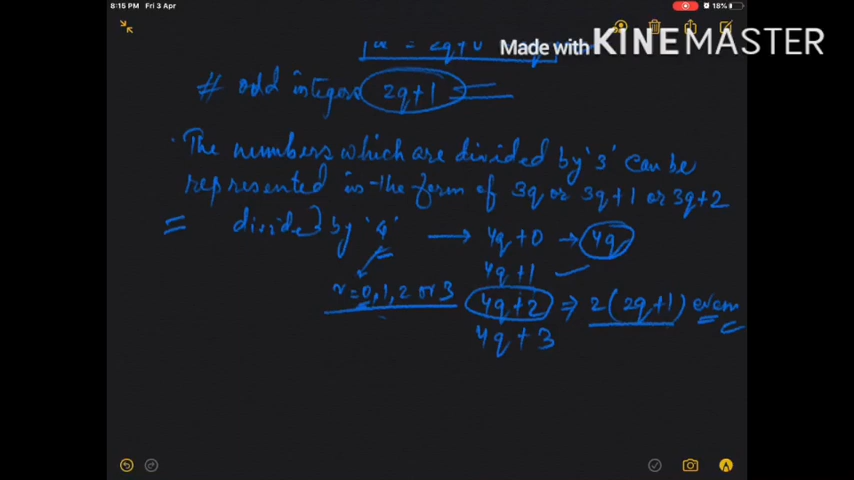 8:15 PM Fri 3 Apr
18%
= 2q+0
Made with KINEMASTER
# odd integers 2q+1
· The numbers which are divided by '3' can be
represented in the form of 3q or 3q+1 or 3q+2
= divided by '4' → 4q+0 → 4q
4q+1
r = 0, 1, 2 or 3 4q+2 ⇒ 2(2q+1) even
4q+3